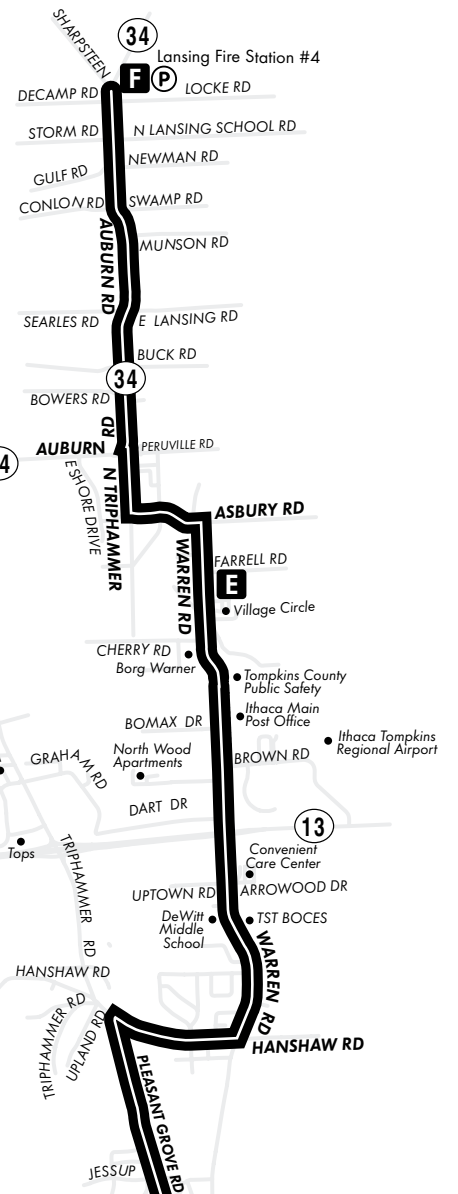 SHARPSTEEN
34
Lansing Fire Station #4
F P
DECAMP RD
LOCKE RD
STORM RD
N LANSING SCHOOL RD
NEWMAN RD
GULF RD
CONLON RD
SWAMP RD
AUBURN RD
MUNSON RD
SEARLES RD
E LANSING RD
BUCK RD
34
BOWERS RD
AUBURN RD
PERUVILLE RD
4
E SHORE DRIVE
N TRIPHAMMER
ASBURY RD
WARREN RD
FARRELL RD
E
Village Circle
CHERRY RD
Borg Warner
Tompkins County
Public Safety
Ithaca Main
Post Office
BOMAX DR
Ithaca Tompkins
Regional Airport
GRAHAM RD
North Wood
Apartments
BROWN RD
DART DR
13
Tops
TRIPHAMMER RD
Convenient
Care Center
UPTOWN RD
ARROWOOD DR
DeWitt
Middle
School
TST BOCES
WARREN RD
HANSHAW RD
TRIPHAMMER RD
UPLAND RD
HANSHAW RD
PLEASANT GROVE RD
JESSUP